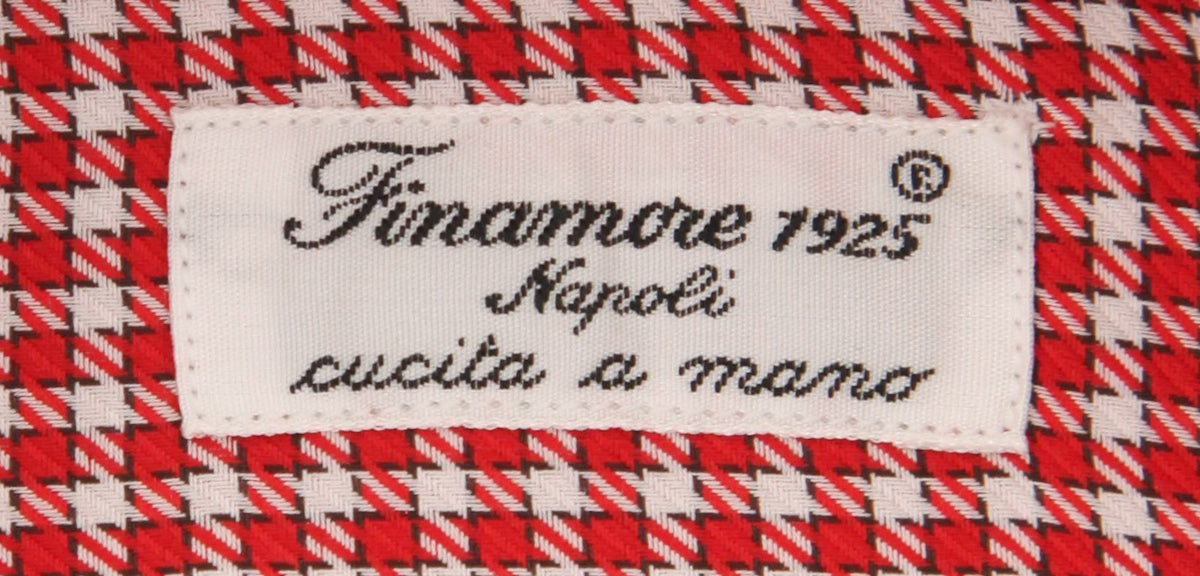 Finamore 1925®
Napoli
cucita a mano